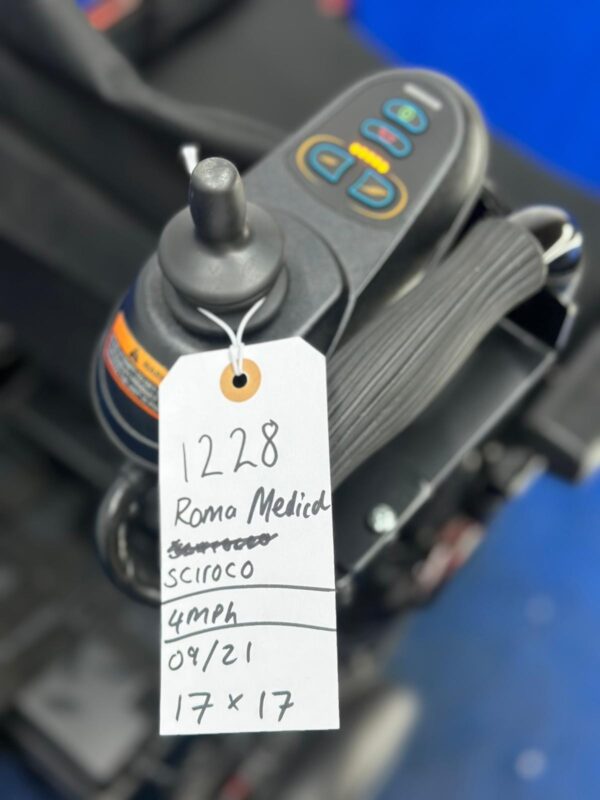 1228
Roma Medical
SCIROCO
4mph
09/21
17 x 17